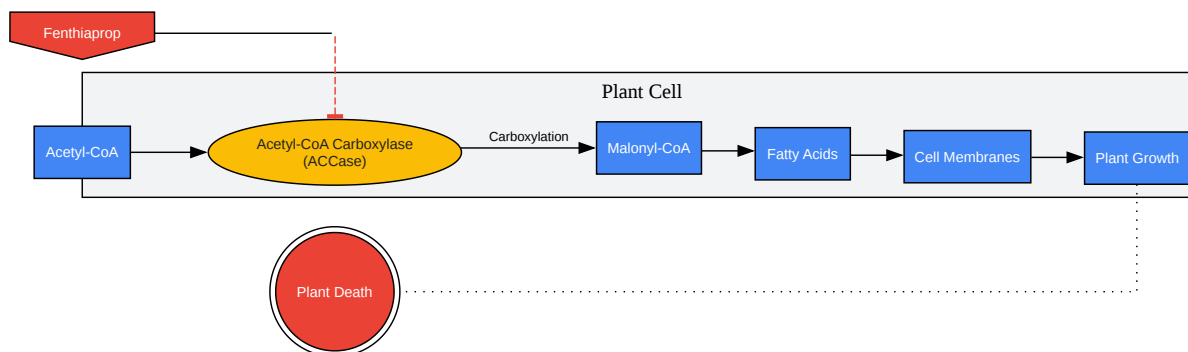 Fenthiaprop
Plant Cell
Acetyl-CoA
Acetyl-CoA Carboxylase
(ACCase)
Carboxylation
Malonyl-CoA
Fatty Acids
Cell Membranes
Plant Growth
Plant Death